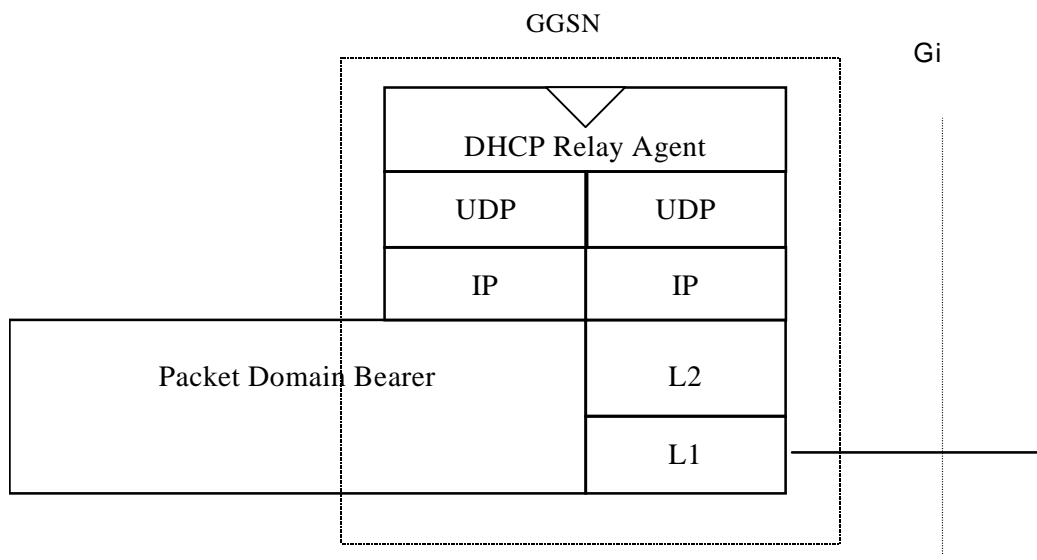 GGSN
Gi
DHCP Relay Agent
UDP UDP
IP IP
Packet Domain Bearer L2
L1